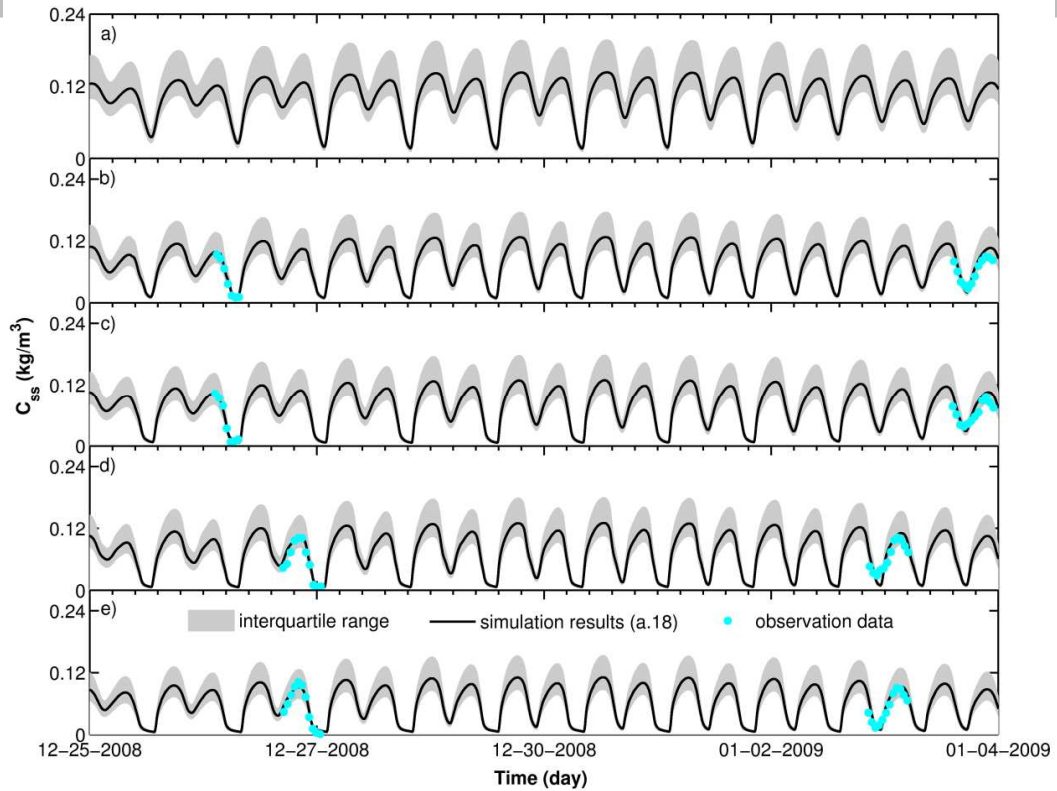 0.24
a)
0.12
0
0.24
b)
0.12
0
0.24
c)
0.12
0
C_ss (kg/m^3)
0.24
d)
0.12
0
0.24
e)
interquartile range
simulation results (a.18)
observation data
0.12
0
12−25−2008
12−27−2008
12−30−2008
01−02−2009
01−04−2009
Time (day)